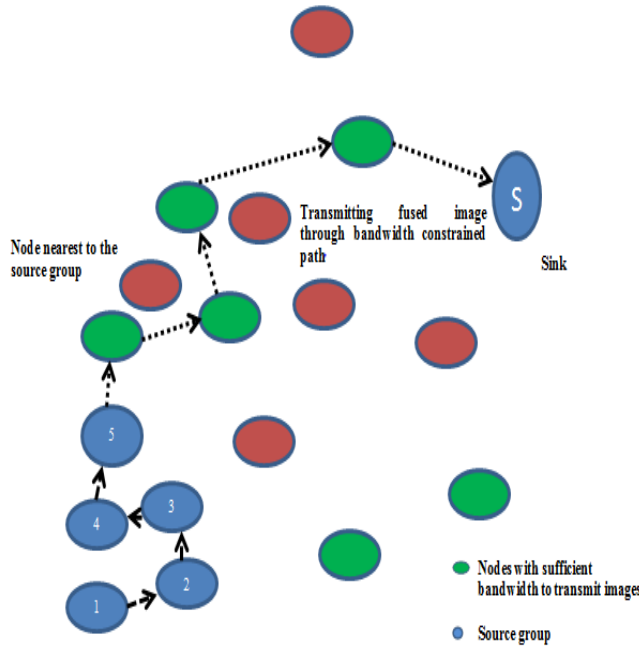 S
Transmitting fused image
through bandwidth constrained
path
Node nearest to the
source group
Sink
5
3
4
2
1
Nodes with sufficient
bandwidth to transmit images
Source group